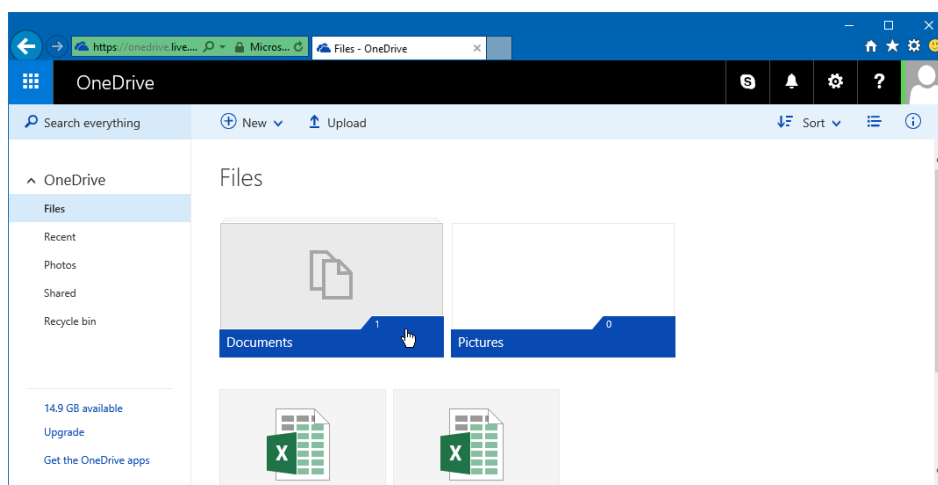 https://onedrive.live.... Micros... Files - OneDrive
OneDrive
Search everything New Upload Sort
OneDrive
Files
Recent
Photos
Shared
Recycle bin
14.9 GB available
Upgrade
Get the OneDrive apps
Files
1
Documents
0
Pictures
X X